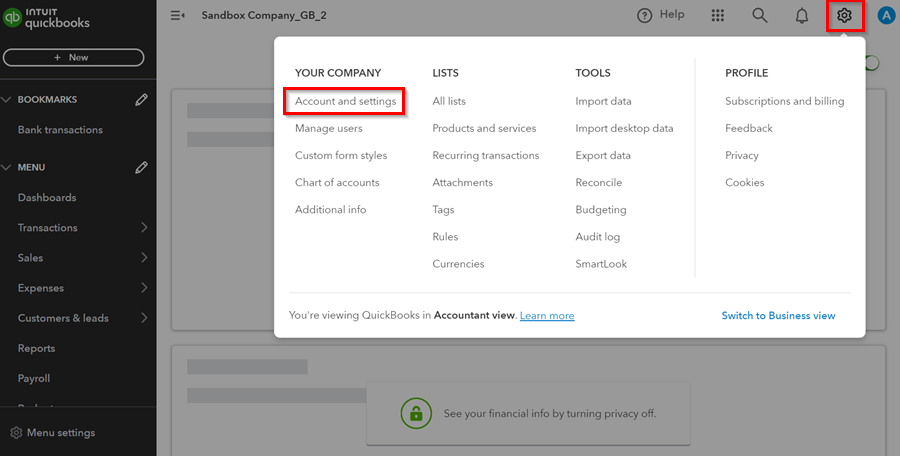 INTUIT
quickbooks
+ New
BOOKMARKS
Bank transactions
MENU
Dashboards
Transactions
Sales
Expenses
Customers & leads
Reports
Payroll
Menu settings
Sandbox Company_GB_2
Help
A
YOUR COMPANY
Account and settings
Manage users
Custom form styles
Chart of accounts
Additional info
LISTS
All lists
Products and services
Recurring transactions
Attachments
Tags
Rules
Currencies
TOOLS
Import data
Import desktop data
Export data
Reconcile
Budgeting
Audit log
SmartLook
PROFILE
Subscriptions and billing
Feedback
Privacy
Cookies
You're viewing QuickBooks in Accountant view. Learn more
Switch to Business view
See your financial info by turning privacy off.